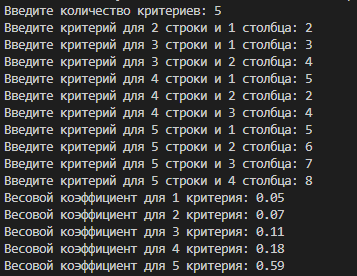 Введите количество критериев: 5
Введите критерий для 2 строки и 1 столбца: 2
Введите критерий для 3 строки и 1 столбца: 3
Введите критерий для 3 строки и 2 столбца: 4
Введите критерий для 4 строки и 1 столбца: 5
Введите критерий для 4 строки и 2 столбца: 2
Введите критерий для 4 строки и 3 столбца: 4
Введите критерий для 5 строки и 1 столбца: 5
Введите критерий для 5 строки и 2 столбца: 6
Введите критерий для 5 строки и 3 столбца: 7
Введите критерий для 5 строки и 4 столбца: 8
Весовой коэффициент для 1 критерия: 0.05
Весовой коэффициент для 2 критерия: 0.07
Весовой коэффициент для 3 критерия: 0.11
Весовой коэффициент для 4 критерия: 0.18
Весовой коэффициент для 5 критерия: 0.59